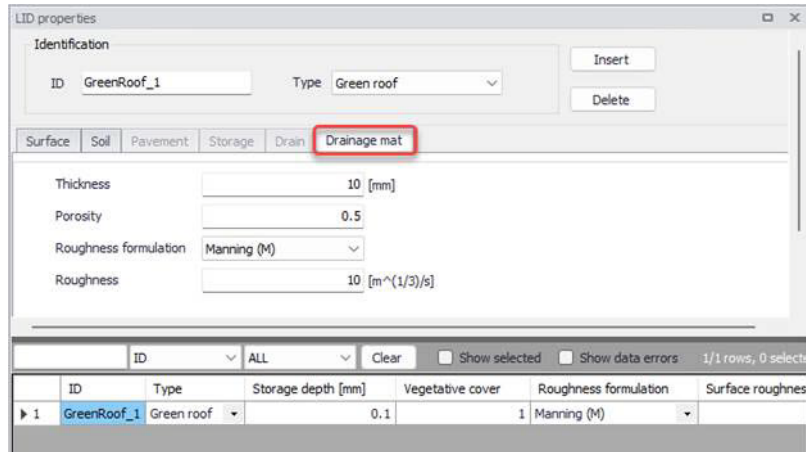 LID properties
Identification
ID GreenRoof_1 Type Green roof Insert
Delete
Surface Soil Pavement Storage Drain Drainage mat
Thickness 10 [mm]
Porosity 0.5
Roughness formulation Manning (M)
Roughness 10 [m^(1/3)/s]
ID ALL Clear Show selected Show data errors 1/1 rows, 0 selecte
ID Type Storage depth [mm] Vegetative cover Roughness formulation Surface roughnes
1 GreenRoof_1 Green roof 0.1 1 Manning (M)